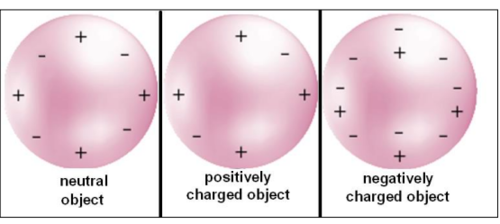 neutral
object
positively
charged object
negatively
charged object